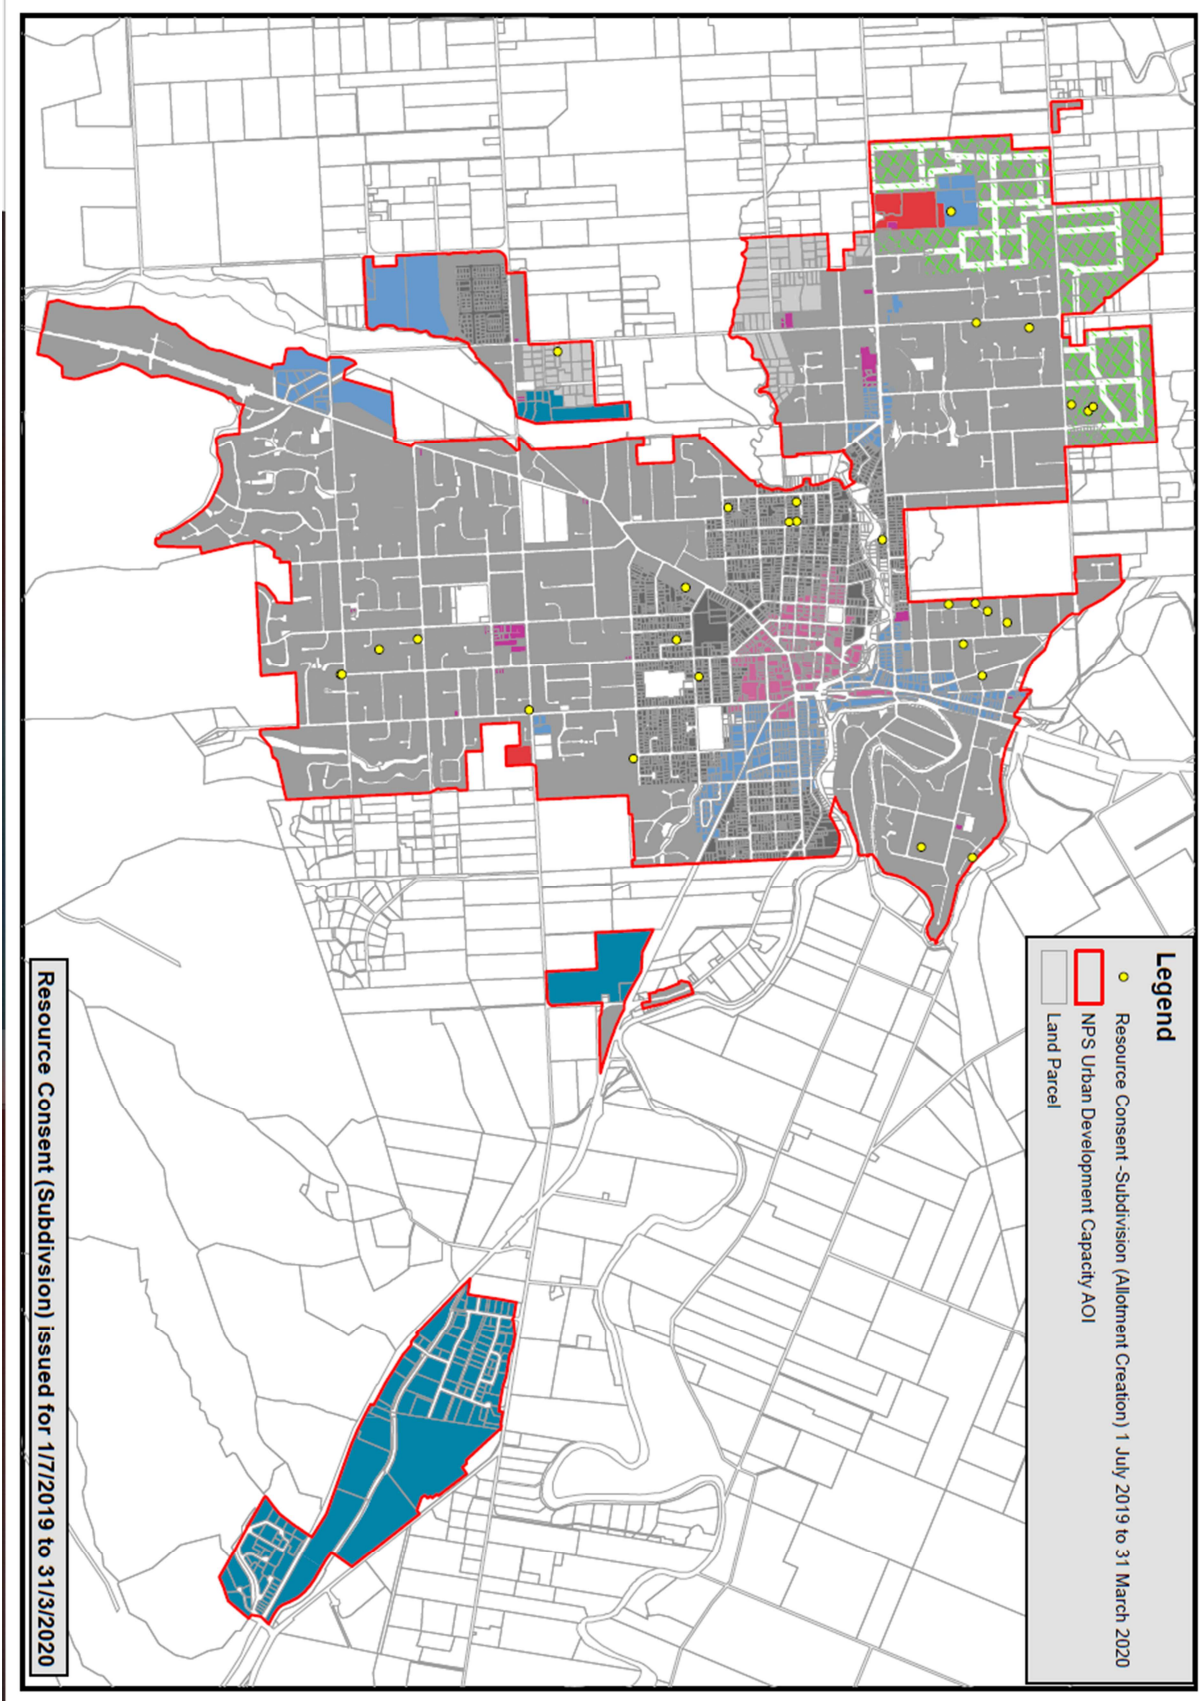 Legend
Resource Consent -Subdivision (Allotment Creation) 1 July 2019 to 31 March 2020
NPS Urban Development Capacity AOI
Land Parcel
Resource Consent (Subdivsion) issued for 1/7/2019 to 31/3/2020